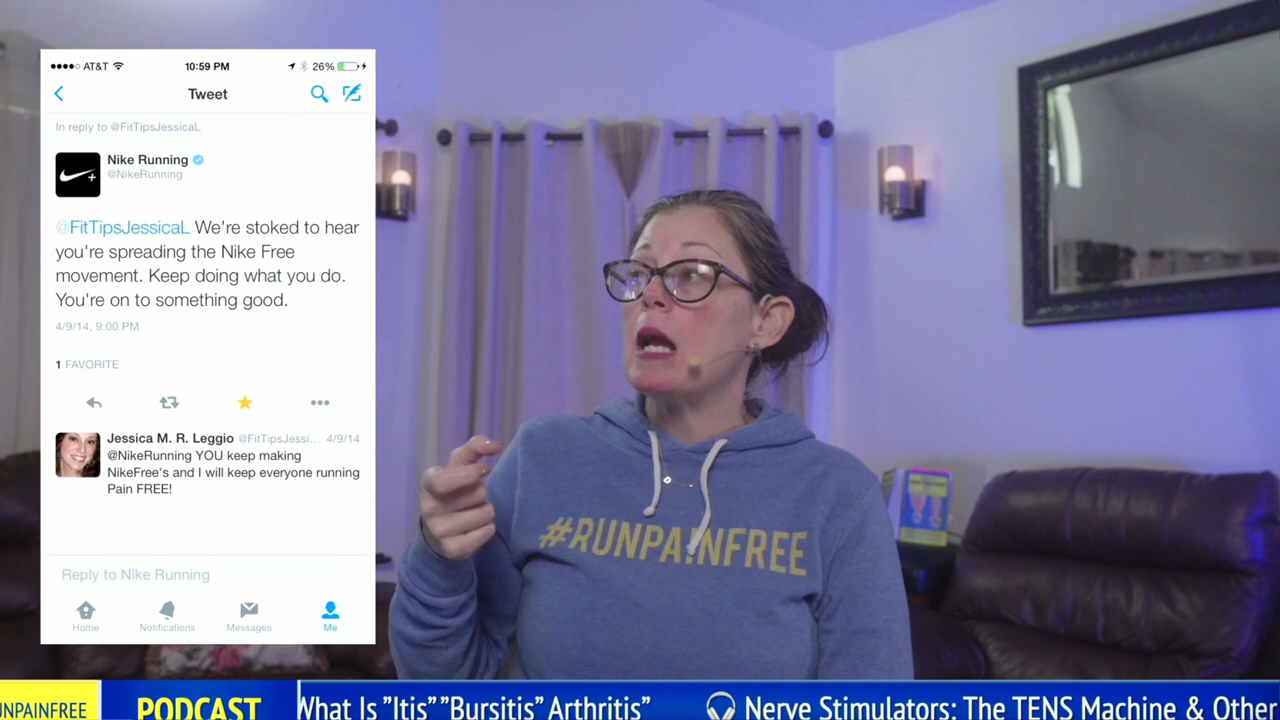 AT&T
10:59 PM
26%
Tweet
In reply to @FitTipsJessicaL
Nike Running
@NikeRunning
@FitTipsJessicaL We're stoked to hear
you're spreading the Nike Free
movement. Keep doing what you do.
You're on to something good.
4/9/14, 9:00 PM
1 FAVORITE
Jessica M. R. Leggio @FitTipsJessi... 4/9/14
@NikeRunning YOU keep making
NikeFree's and I will keep everyone running
Pain FREE!
Reply to Nike Running
Home
Notifications
Messages
Me
#RUNPAINFREE
NPAINFREE
PODCAST
What Is "Itis" "Bursitis" Arthritis"
Nerve Stimulators: The TENS Machine & Other